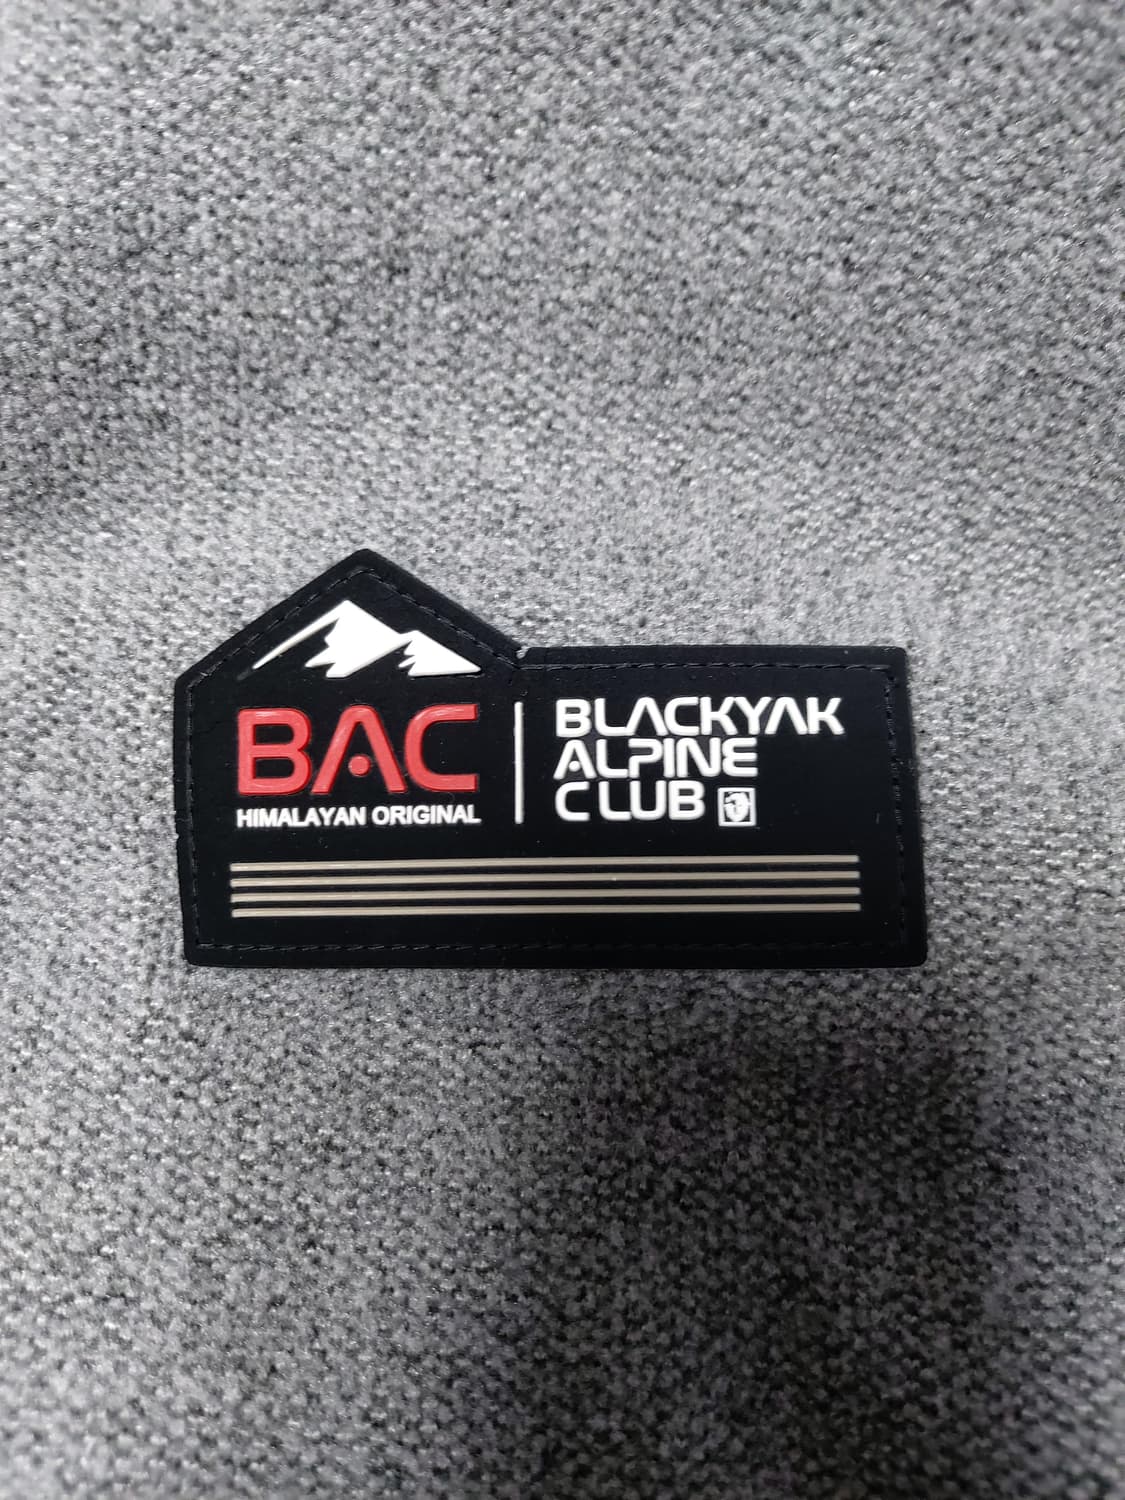 BAC
HIMALAYAN ORIGINAL
BLACKYAK
ALPINE
CLUB